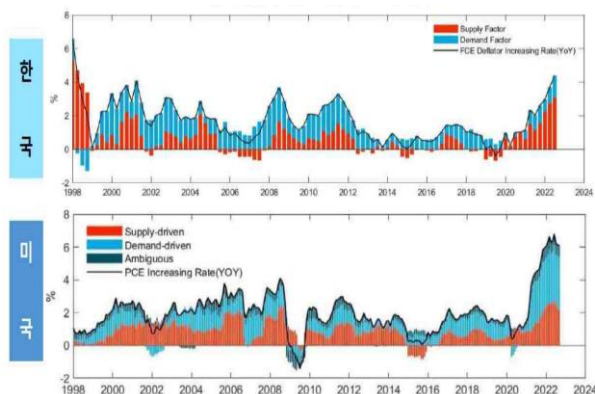 한국
8
6
4
2
0
-2
%
Supply Factor
Demand Factor
FCE Deflator Increasing Rate(YoY)
1998 2000 2002 2004 2006 2008 2010 2012 2014 2016 2018 2020 2022 2024
미국
8
6
4
2
0
-2
%
Supply-driven
Demand-driven
Ambiguous
PCE Increasing Rate(YOY)
1998 2000 2002 2004 2006 2008 2010 2012 2014 2016 2018 2020 2022 2024